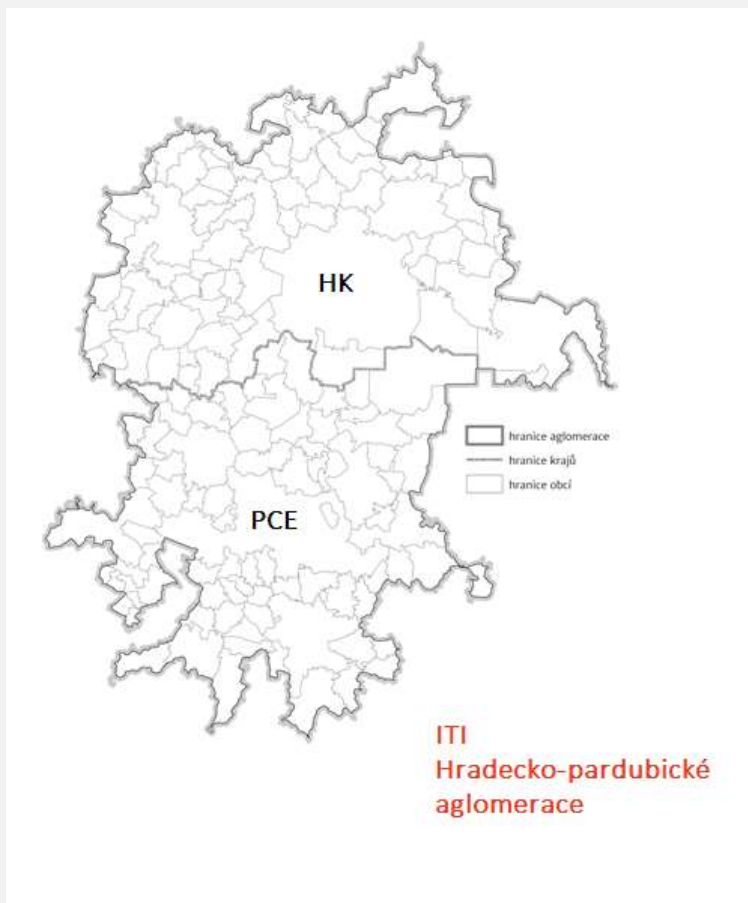 HK
hranice aglomerace
hranice krajů
hranice obcí
PCE
ITI
Hradecko-pardubické
aglomerace